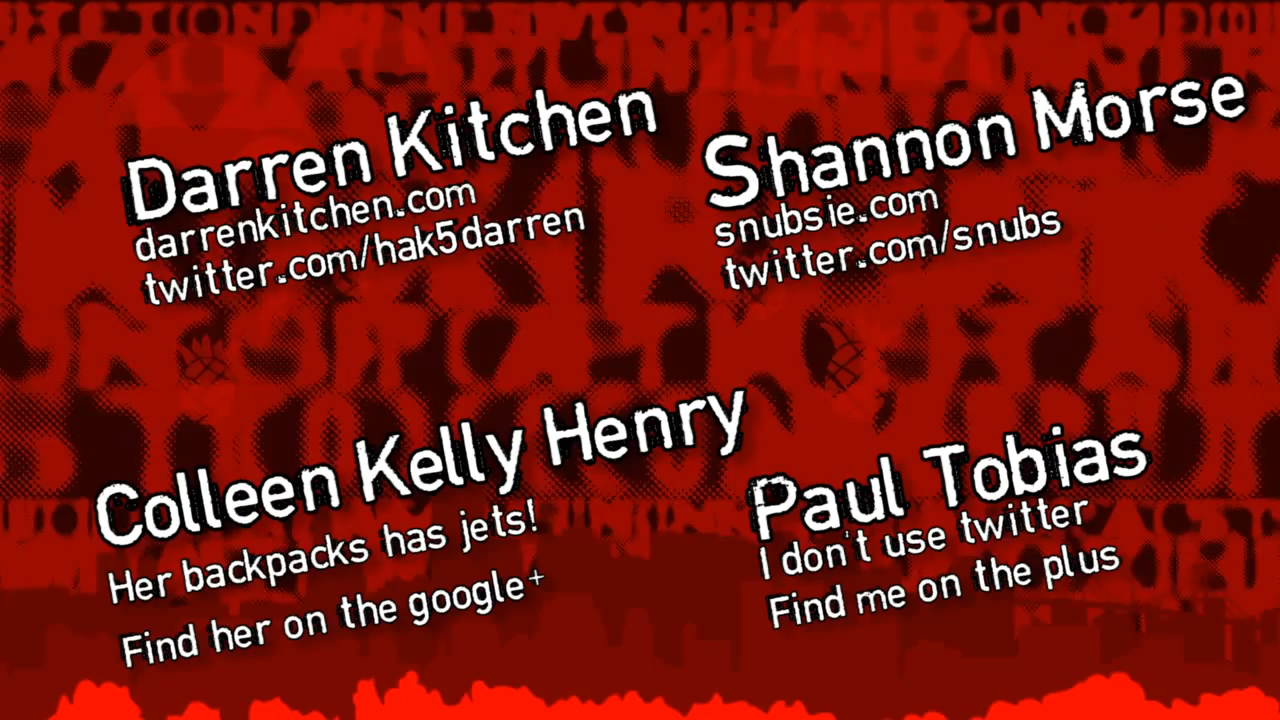 Darren Kitchen
darrenkitchen.com
twitter.com/hak5darren
Shannon Morse
snubsie.com
twitter.com/snubs
Colleen Kelly Henry
Her backpacks has jets!
Find her on the google+
Paul Tobias
I don't use twitter
Find me on the plus